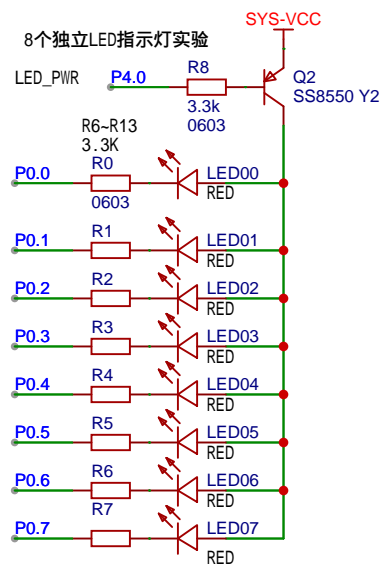 SYS-VCC
8个独立LED指示灯实验
LED_PWR P4.0 R8 Q2
3.3k SS8550 Y2
0603
R6~R13
3.3K
P0.0 R0 LED00
0603 RED
P0.1 R1 LED01
RED
P0.2 R2 LED02
RED
P0.3 R3 LED03
RED
P0.4 R4 LED04
RED
P0.5 R5 LED05
RED
P0.6 R6 LED06
RED
P0.7 R7 LED07
RED